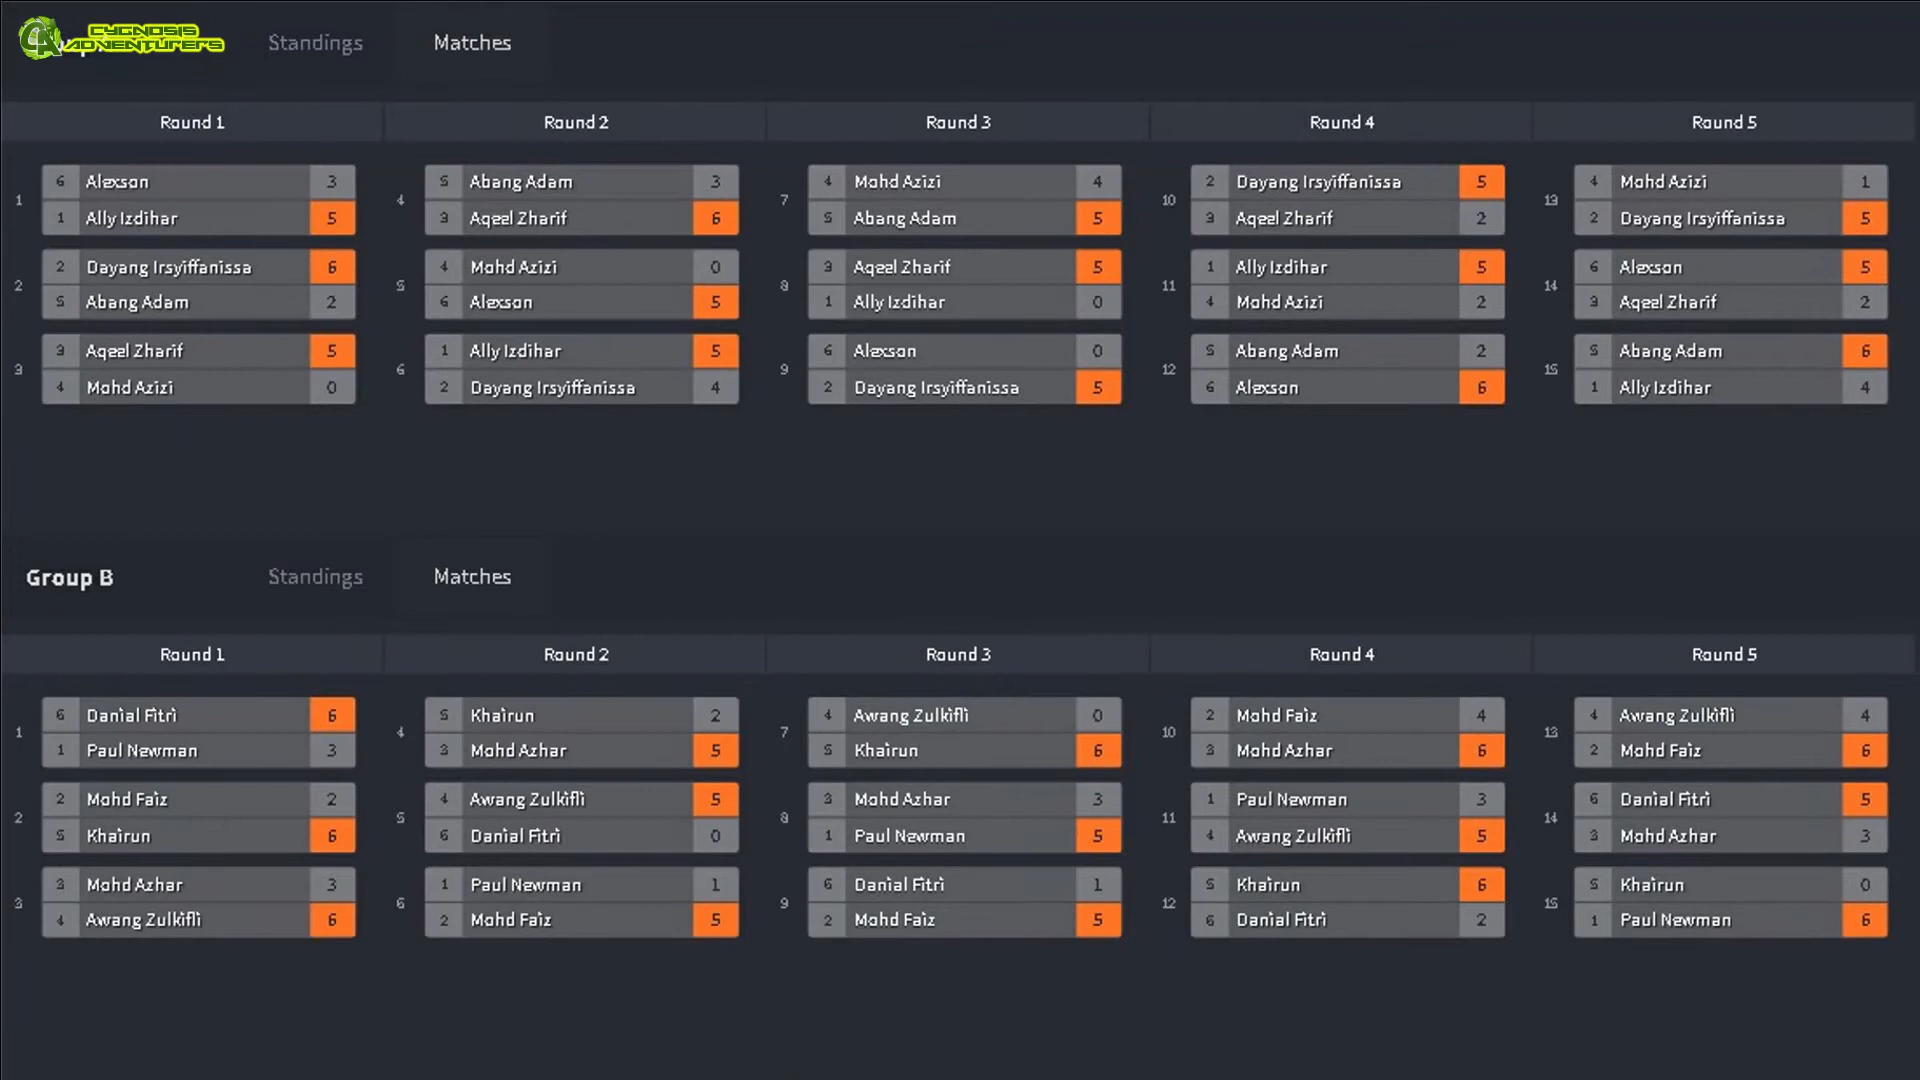 CYGNOSIS
ADVENTURERS
Standings Matches
Round 1 Round 2 Round 3 Round 4 Round 5
1 6 Alexson 3
1 Ally Izdihar 5
2 2 Dayang Irsyiffanissa 6
5 Abang Adam 2
3 3 Aqeel Zharif 5
4 Mohd Azizi 0
4 5 Abang Adam 3
3 Aqeel Zharif 6
5 4 Mohd Azizi 0
6 Alexson 5
6 1 Ally Izdihar 5
2 Dayang Irsyiffanissa 4
7 4 Mohd Azizi 4
5 Abang Adam 5
8 3 Aqeel Zharif 5
1 Ally Izdihar 0
9 6 Alexson 0
2 Dayang Irsyiffanissa 5
10 2 Dayang Irsyiffanissa 5
3 Aqeel Zharif 2
11 1 Ally Izdihar 5
4 Mohd Azizi 2
12 5 Abang Adam 2
6 Alexson 6
13 4 Mohd Azizi 1
2 Dayang Irsyiffanissa 5
14 6 Alexson 5
3 Aqeel Zharif 2
15 5 Abang Adam 6
1 Ally Izdihar 4
Group B Standings Matches
Round 1 Round 2 Round 3 Round 4 Round 5
1 6 Danial Fitri 6
1 Paul Newman 3
2 2 Mohd Faiz 2
5 Khairun 6
3 3 Mohd Azhar 3
4 Awang Zulkifli 6
4 5 Khairun 2
3 Mohd Azhar 5
5 4 Awang Zulkifli 5
6 Danial Fitri 0
6 1 Paul Newman 1
2 Mohd Faiz 5
7 4 Awang Zulkifli 0
5 Khairun 6
8 3 Mohd Azhar 3
1 Paul Newman 5
9 6 Danial Fitri 1
2 Mohd Faiz 5
10 2 Mohd Faiz 4
3 Mohd Azhar 6
11 1 Paul Newman 3
4 Awang Zulkifli 5
12 5 Khairun 6
6 Danial Fitri 2
13 4 Awang Zulkifli 4
2 Mohd Faiz 6
14 6 Danial Fitri 5
3 Mohd Azhar 3
15 5 Khairun 0
1 Paul Newman 6